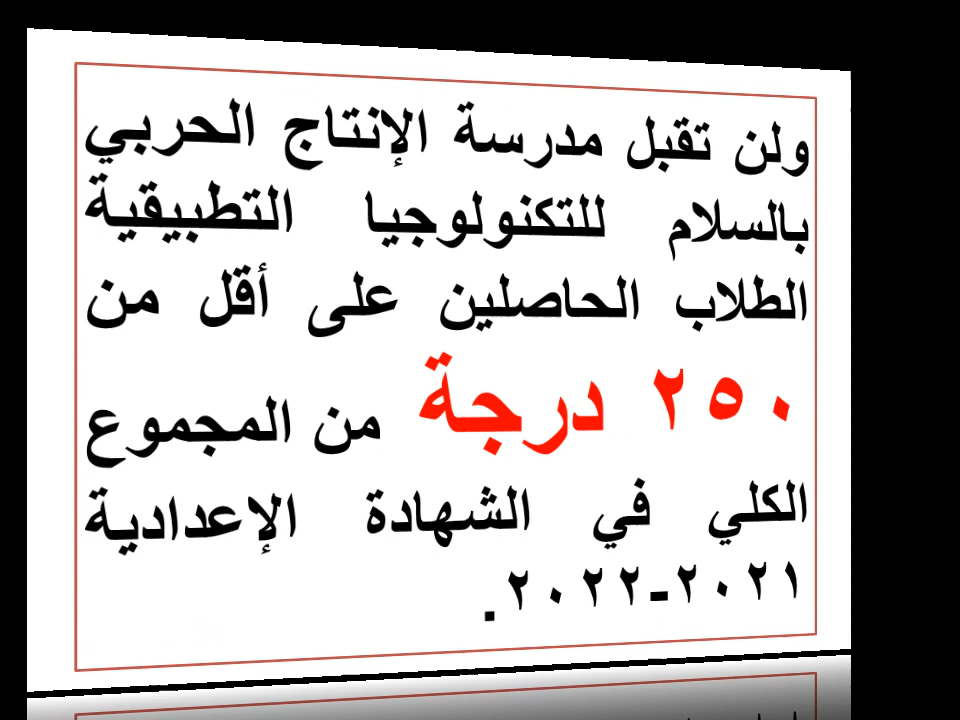 ولن تقبل مدرسة الإنتاج الحربي
بالسلام للتكنولوجيا التطبيقية
الطلاب الحاصلين على أقل من
٢٥٠ درجة من المجموع
الكلي في الشهادة الإعدادية
٢٠٢١-٢٠٢٢.